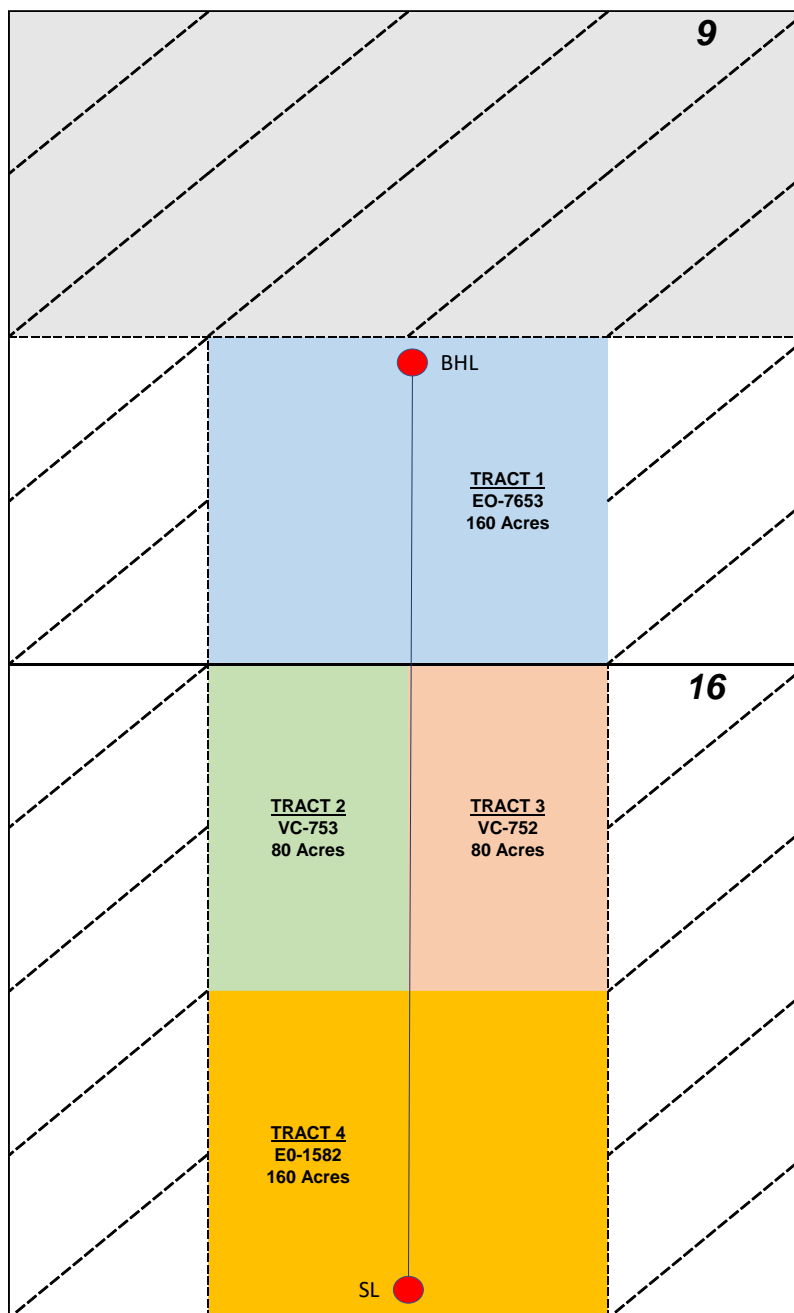 9
BHL
TRACT 1
EO-7653
160 Acres
16
TRACT 2
VC-753
80 Acres
TRACT 3
VC-752
80 Acres
TRACT 4
E0-1582
160 Acres
SL